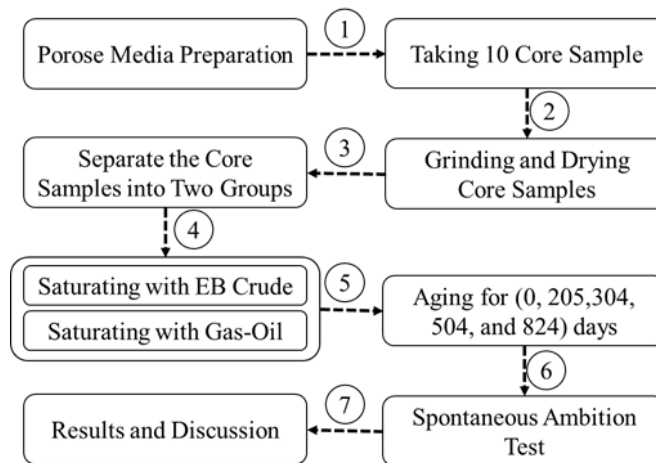 Porose Media Preparation
1
Taking 10 Core Sample
2
Grinding and Drying
Core Samples
3
Separate the Core
Samples into Two Groups
4
Saturating with EB Crude
Saturating with Gas-Oil
5
Aging for (0, 205,304,
504, and 824) days
6
Spontaneous Ambition
Test
7
Results and Discussion